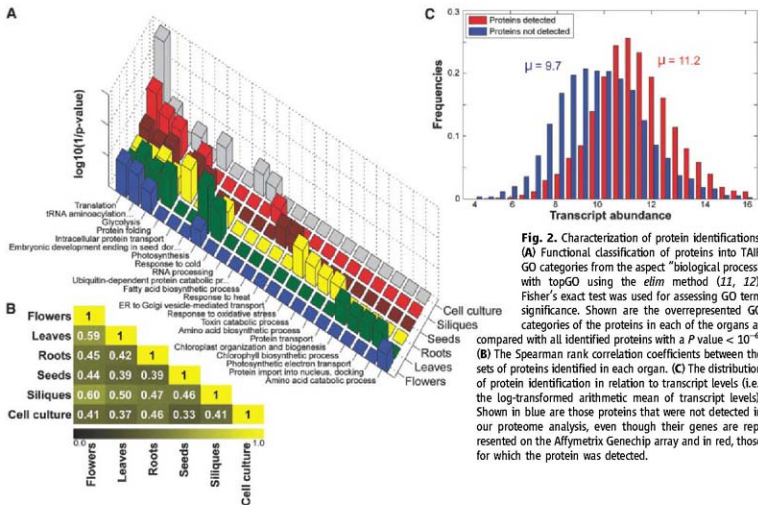 A
log10(1/p-value)
Translation
tRNA aminoacylation...
Glycolysis
Protein folding
Intracellular protein transport
Embryonic development ending in seed dor...
Photosynthesis
Response to cold
RNA processing
Ubiquitin-dependent protein catabolic pr...
Fatty acid biosynthetic process
Response to heat
ER to Golgi vesicle-mediated transport
Response to oxidative stress
Toxin catabolic process
Amino acid biosynthetic process
Protein transport
Chloroplast organization and biogenesis
Chlorophyll biosynthetic process
Photosynthetic electron transport
Protein import into nucleus, docking
Amino acid catabolic process
Cell culture
Siliques
Seeds
Roots
Leaves
Flowers
B
Flowers 1
Leaves 0.59 1
Roots 0.45 0.42 1
Seeds 0.44 0.39 0.39 1
Siliques 0.60 0.50 0.47 0.46 1
Cell culture 0.41 0.37 0.46 0.33 0.41 1
0.0 1.0
Flowers
Leaves
Roots
Seeds
Siliques
Cell culture
C
Proteins detected
Proteins not detected
μ = 9.7
μ = 11.2
Frequencies
0.3
0.2
0.1
0
4 6 8 10 12 14 16
Transcript abundance
Fig. 2. Characterization of protein identifications
(A) Functional classification of proteins into TAIR
GO categories from the aspect "biological process
with topGO using the elim method (11, 12)
Fisher's exact test was used for assessing GO term
significance. Shown are the overrepresented GO
categories of the proteins in each of the organs a
compared with all identified proteins with a P value < 10⁻⁶
(B) The Spearman rank correlation coefficients between the
sets of proteins identified in each organ. (C) The distribution
of protein identification in relation to transcript levels (i.e.
the log-transformed arithmetic mean of transcript levels)
Shown in blue are those proteins that were not detected in
our proteome analysis, even though their genes are rep
resented on the Affymetrix Genechip array and in red, those
for which the protein was detected.